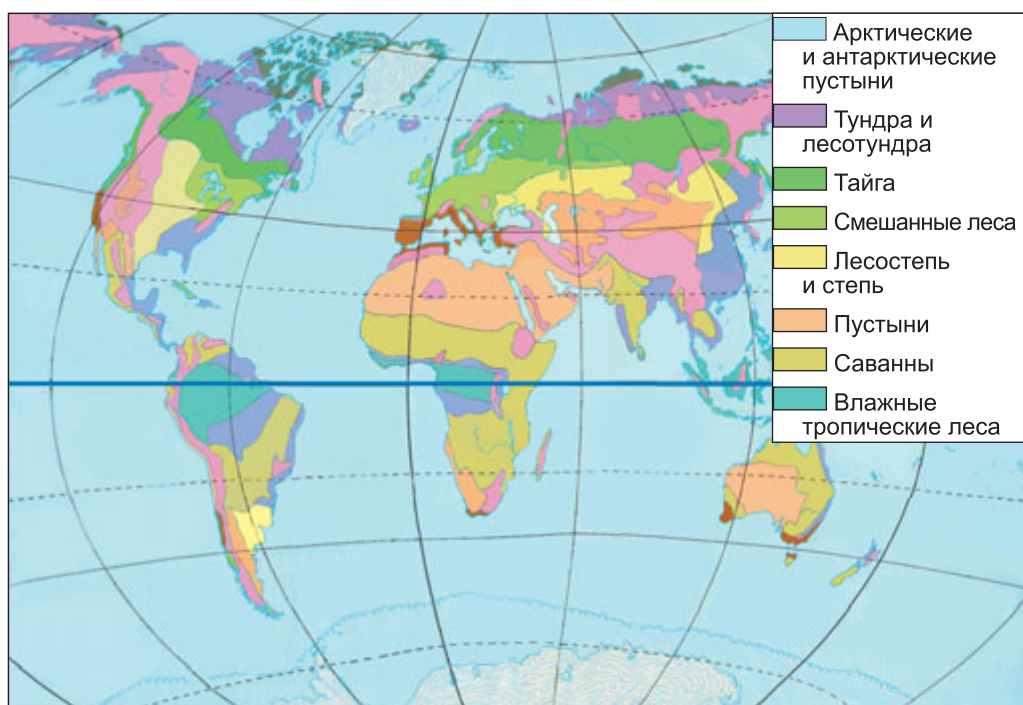 Арктические
и антарктические
пустыни
Тундра и
лесотундра
Тайга
Смешанные леса
Лесостепь
и степь
Пустыни
Саванны
Влажные
тропические леса